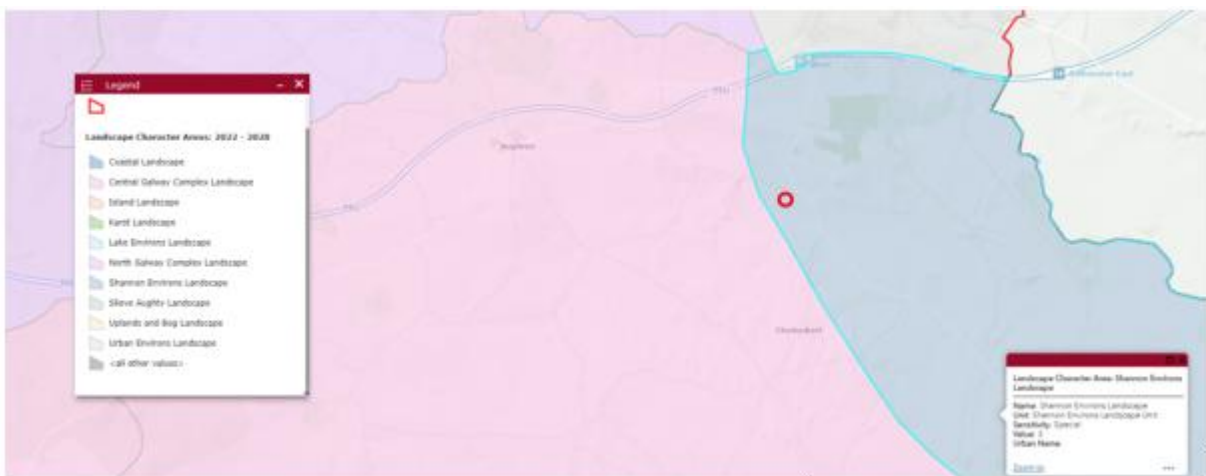 Legend
Landscape Character Areas: 2022 - 2028
Coastal Landscape
Central Galway Complex Landscape
Island Landscape
Karst Landscape
Lake Environs Landscape
North Galway Complex Landscape
Shannon Environs Landscape
Slieve Aughty Landscape
Uplands and Bog Landscape
Urban Environs Landscape
<all other values>
Landscape Character Area: Shannon Environs
Landscape
Name: Shannon Environs Landscape
Unit: Shannon Environs Landscape Unit
Sensitivity: Special
Urban Name
Zoom to